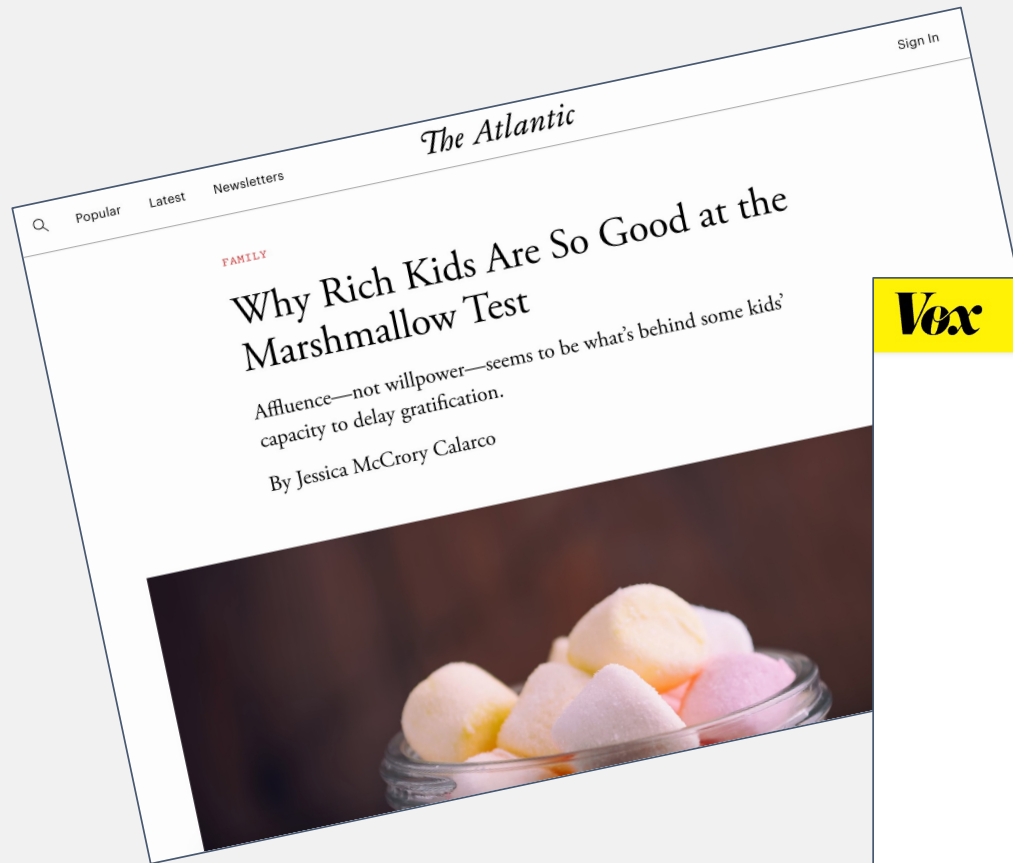 Sign In
The Atlantic
Popular Latest Newsletters
FAMILY
Why Rich Kids Are So Good at the
Marshmallow Test
Affluence—not willpower—seems to be what’s behind some kids’
capacity to delay gratification.
By Jessica McCrory Calarco
Vox